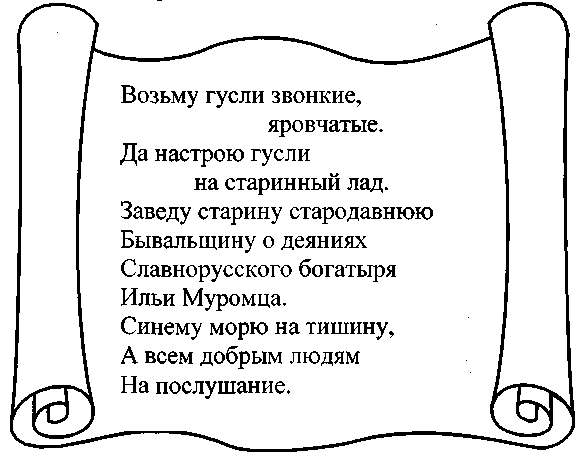 Возьму гусли звонкие,
яровчатые.
Да настрою гусли
на старинный лад.
Заведу старину стародавнюю
Бывальщину о деяниях
Славнорусского богатыря
Ильи Муромца.
Синему морю на тишину,
А всем добрым людям
На послушание.